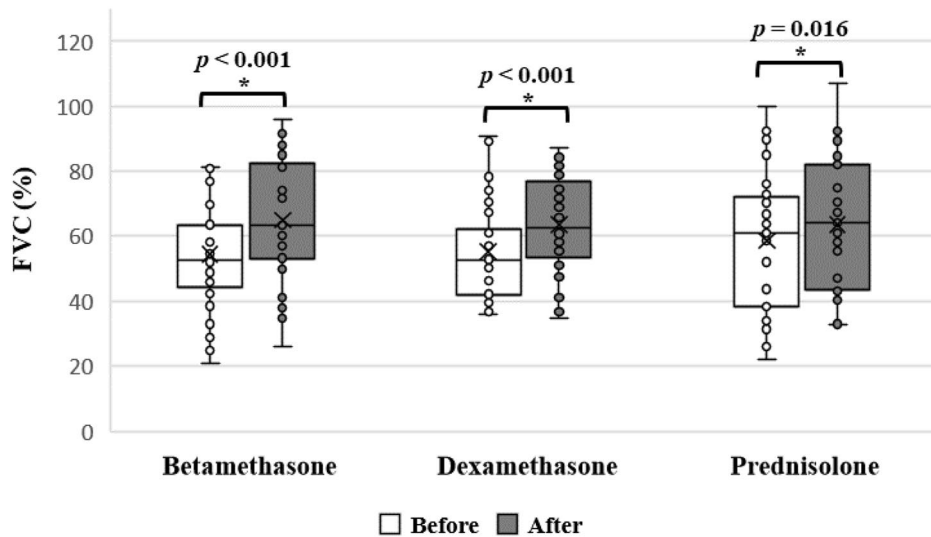 120
100
80
60
40
20
0
FVC (%)
p < 0.001
*
p < 0.001
*
p = 0.016
*
Betamethasone
Dexamethasone
Prednisolone
Before
After